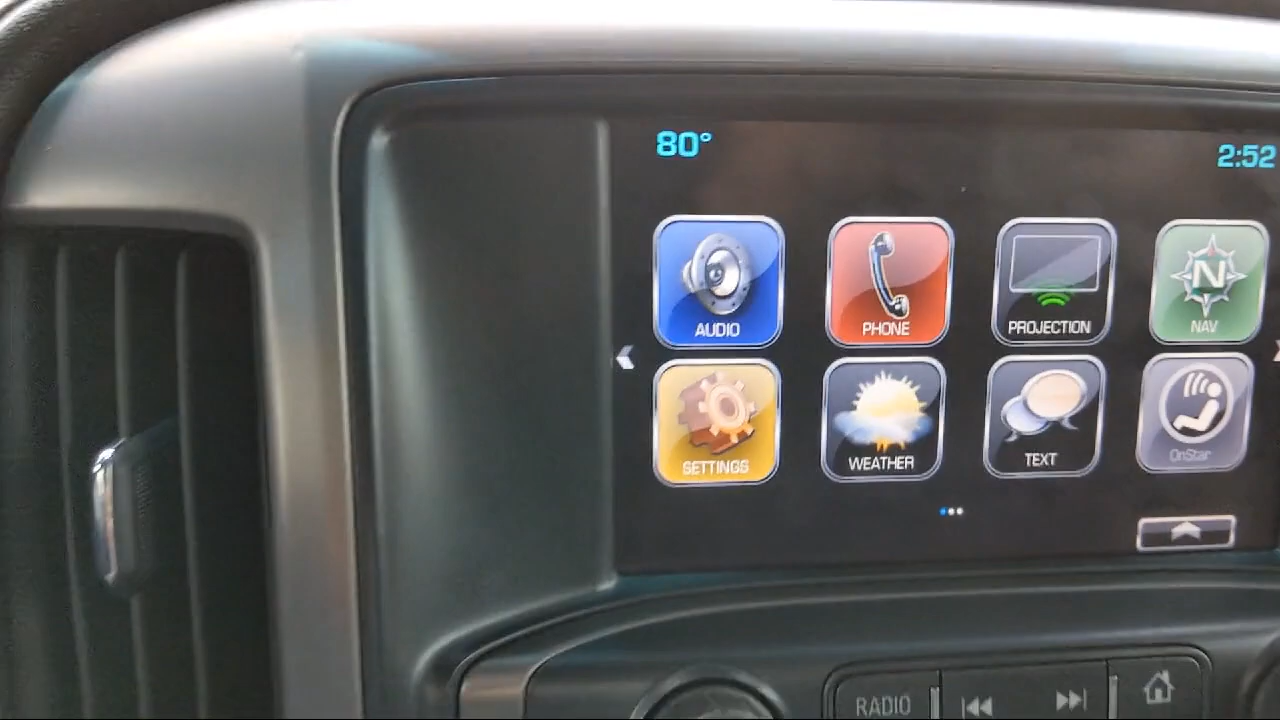 80°
2:52
AUDIO
PHONE
PROJECTION
N
NAV
SETTINGS
WEATHER
TEXT
OnStar
RADIO